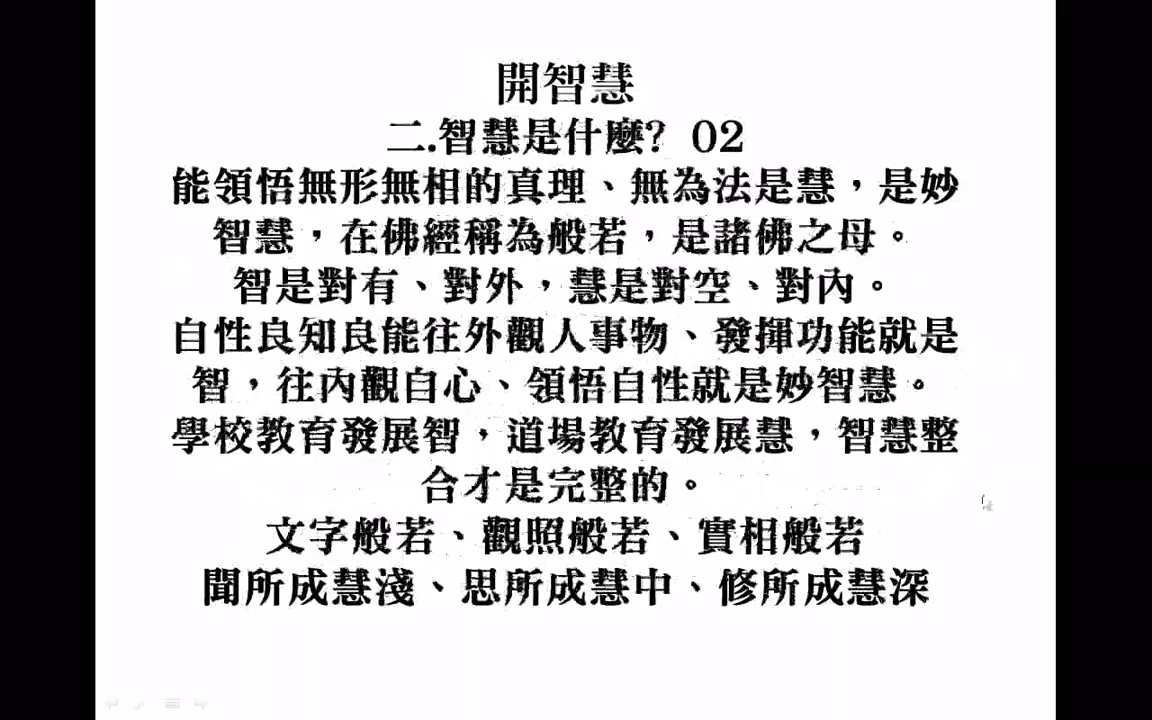 開智慧
二.智慧是什麼? 02
能領悟無形無相的真理、無為法是慧，是妙
智慧，在佛經稱為般若，是諸佛之母。
智是對有、對外，慧是對空、對內。
自性良知良能往外觀人事物、發揮功能就是
智，往內觀自心、領悟自性就是妙智慧。
學校教育發展智，道場教育發展慧，智慧整
合才是完整的。
文字般若、觀照般若、實相般若
聞所成慧淺、思所成慧中、修所成慧深